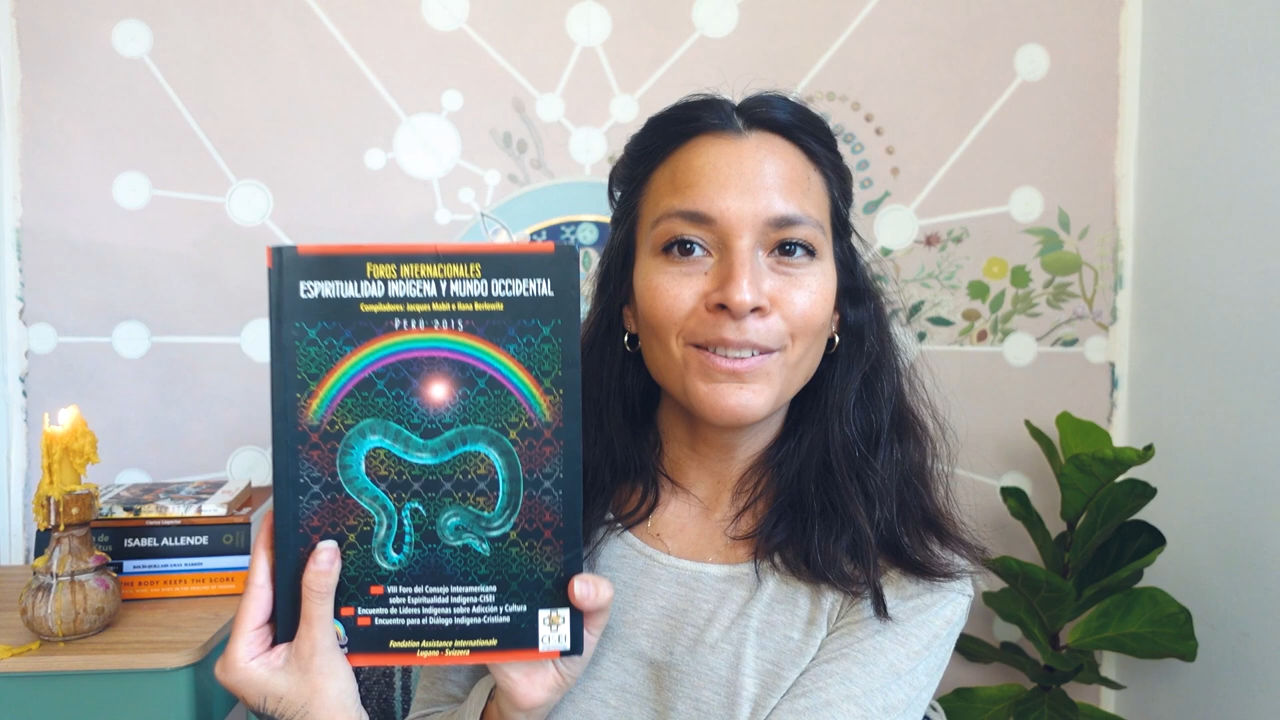 FOROS INTERNACIONALES
ESPIRITUALIDAD INDÍGENA Y MUNDO OCCIDENTAL
Compiladores: Jacques Mabit e Ilana Berlowitz
PERÚ 2015
VIII Foro del Consejo Interamericano
sobre Espiritualidad Indígena-CISEI
Encuentro de Líderes Indígenas sobre Adicción y Cultura
Encuentro para el Diálogo Indígena-Cristiano
CISEI
Fondation Assistance Internationale
Lugano - Svizzera
ISABEL ALLENDE
THE BODY KEEPS THE SCORE